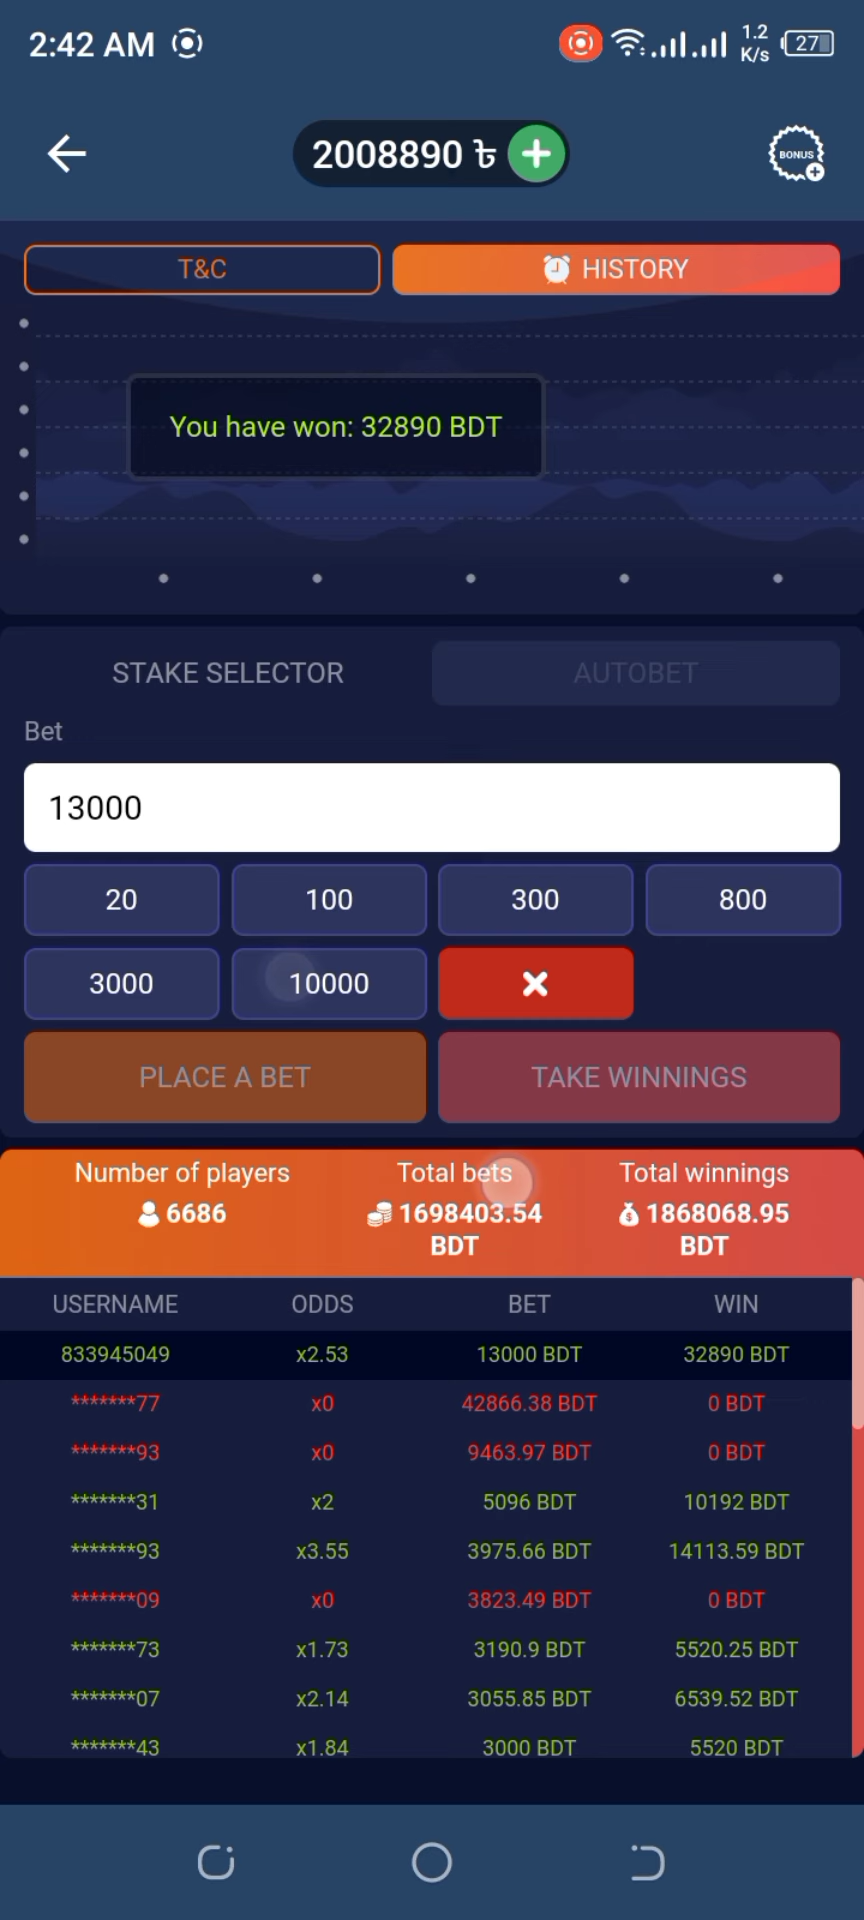 2:42 AM
1.2
K/s
27
2008890 ৳
BONUS
T&C
HISTORY
You have won: 32890 BDT
STAKE SELECTOR
AUTOBET
Bet
13000
20 100 300 800
3000 10000
PLACE A BET TAKE WINNINGS
Number of players Total bets Total winnings
6686 1698403.54 1868068.95
BDT BDT
USERNAME ODDS BET WIN
833945049 x2.53 13000 BDT 32890 BDT
*******77 x0 42866.38 BDT 0 BDT
*******93 x0 9463.97 BDT 0 BDT
*******31 x2 5096 BDT 10192 BDT
*******93 x3.55 3975.66 BDT 14113.59 BDT
*******09 x0 3823.49 BDT 0 BDT
*******73 x1.73 3190.9 BDT 5520.25 BDT
*******07 x2.14 3055.85 BDT 6539.52 BDT
*******43 x1.84 3000 BDT 5520 BDT